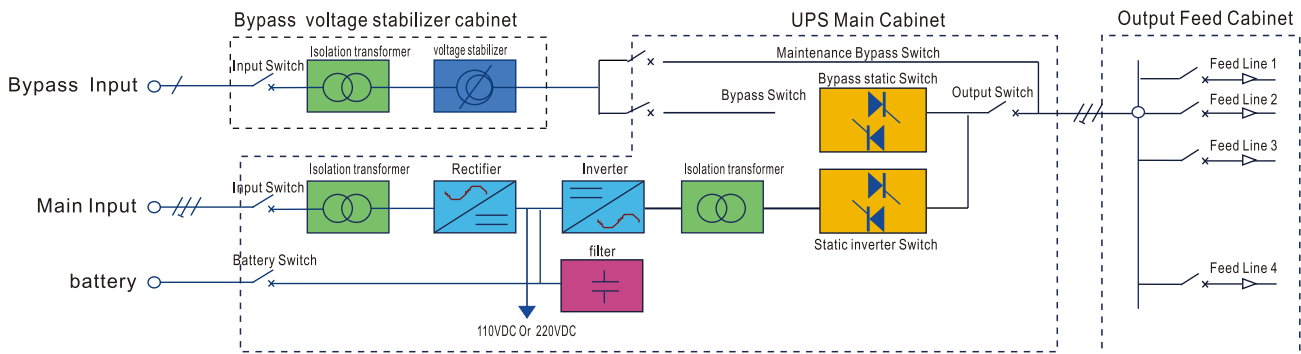 Bypass voltage stabilizer cabinet
UPS Main Cabinet
Output Feed Cabinet
Isolation transformer
voltage stabilizer
Maintenance Bypass Switch
Input Switch
Bypass Input
Bypass static Switch
Bypass Switch
Output Switch
Feed Line 1
Feed Line 2
Feed Line 3
Isolation transformer
Rectifier
Inverter
Isolation transformer
Input Switch
Main Input
Static inverter Switch
Battery Switch
filter
battery
Feed Line 4
110VDC Or 220VDC